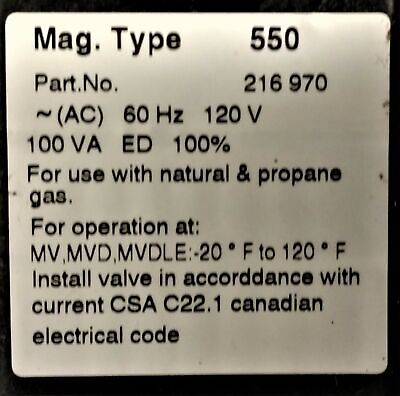 Mag. Type 550
Part.No. 216 970
~(AC) 60 Hz 120 V
100 VA ED 100%
For use with natural & propane
gas.
For operation at:
MV,MVD,MVDLE:-20 ° F to 120 ° F
Install valve in accorddance with
current CSA C22.1 canadian
electrical code